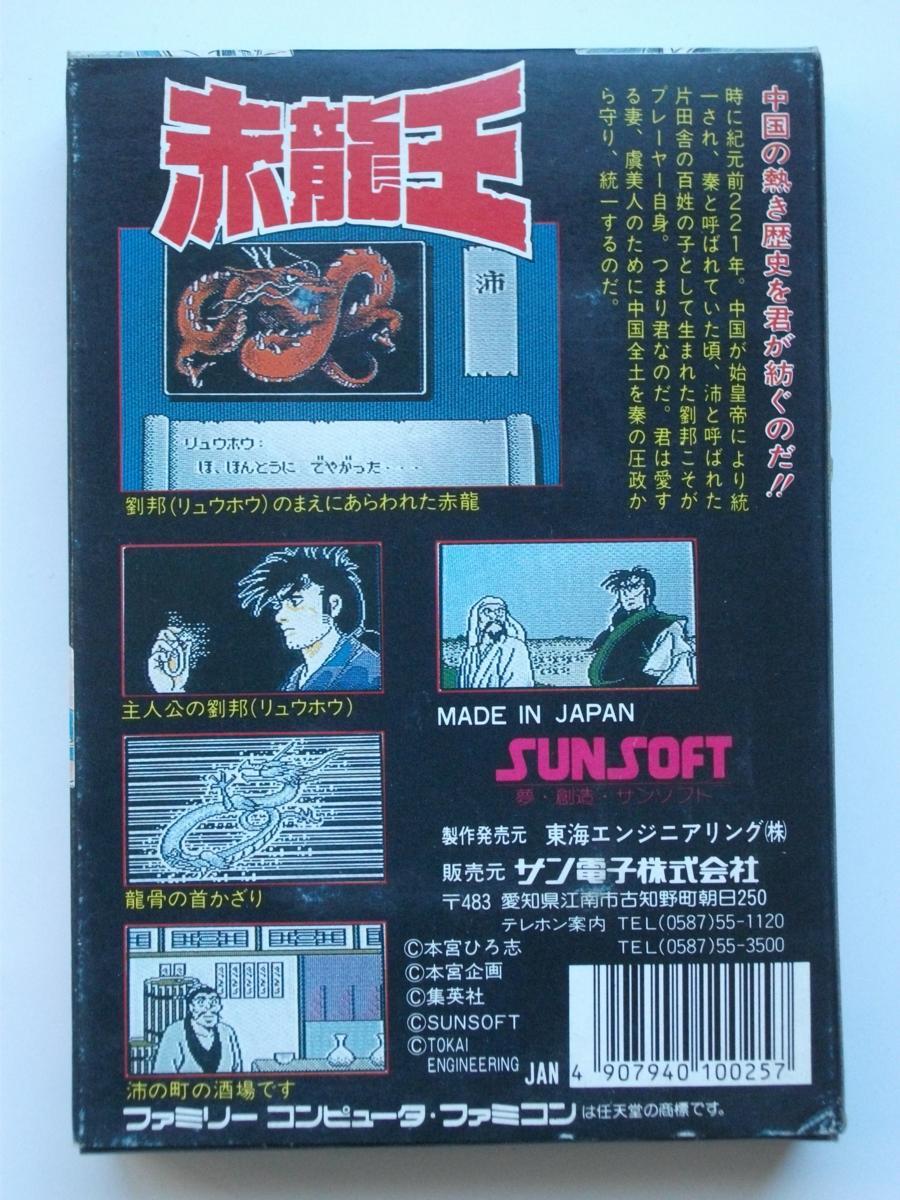 中国の熱き歴史を君が紡ぐのだ!!
時に紀元前221年。中国が始皇帝により統
一され、秦と呼ばれていた頃、沛と呼ばれた
片田舎の百姓の子として生まれた劉邦こそが
プレーヤー自身。つまり君なのだ。君は愛す
る妻、虞美人のために中国全土を秦の圧政か
ら守り、統一するのだ。
赤龍王
沛
リュウホウ:
ほ、ほんとうに でやがった・・・
劉邦(リュウホウ)のまえにあらわれた赤龍
主人公の劉邦(リュウホウ)
龍骨の首かざり
沛の町の酒場です
MADE IN JAPAN
SUNSOFT
夢・創造・サンソフト
製作発売元 東海エンジニアリング㈱
販売元 サン電子株式会社
〒483 愛知県江南市古知野町朝日250
テレホン案内 TEL(0587)55-1120
TEL(0587)55-3500
©本宮ひろ志
©本宮企画
©集英社
©SUNSOFT
©TOKAI
ENGINEERING
JAN 4 907940 100257
ファミリー コンピュータ・ファミコンは任天堂の商標です。